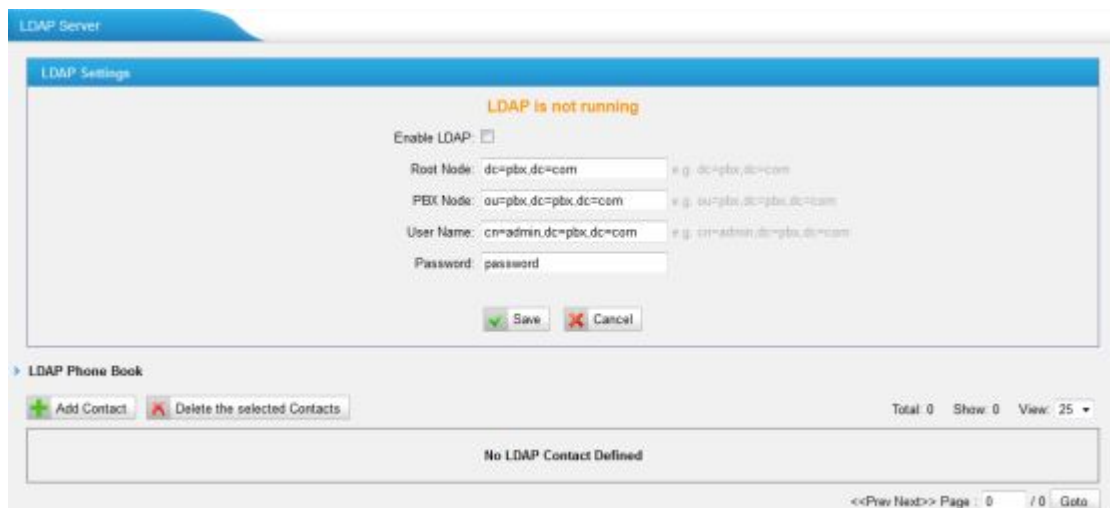 LDAP Server
LDAP Settings
LDAP is not running
Enable LDAP:
Root Node: dc=pbx,dc=com e.g. dc=pbx,dc=com
PBX Node: ou=pbx,dc=pbx,dc=com e.g. ou=pbx,dc=pbx,dc=com
User Name: cn=admin,dc=pbx,dc=com e.g. cn=admin,dc=pbx,dc=com
Password: password
Save Cancel
LDAP Phone Book
Add Contact Delete the selected Contacts Total: 0 Show: 0 View: 25
No LDAP Contact Defined
<<Prev Next>> Page : 0 / 0 Goto